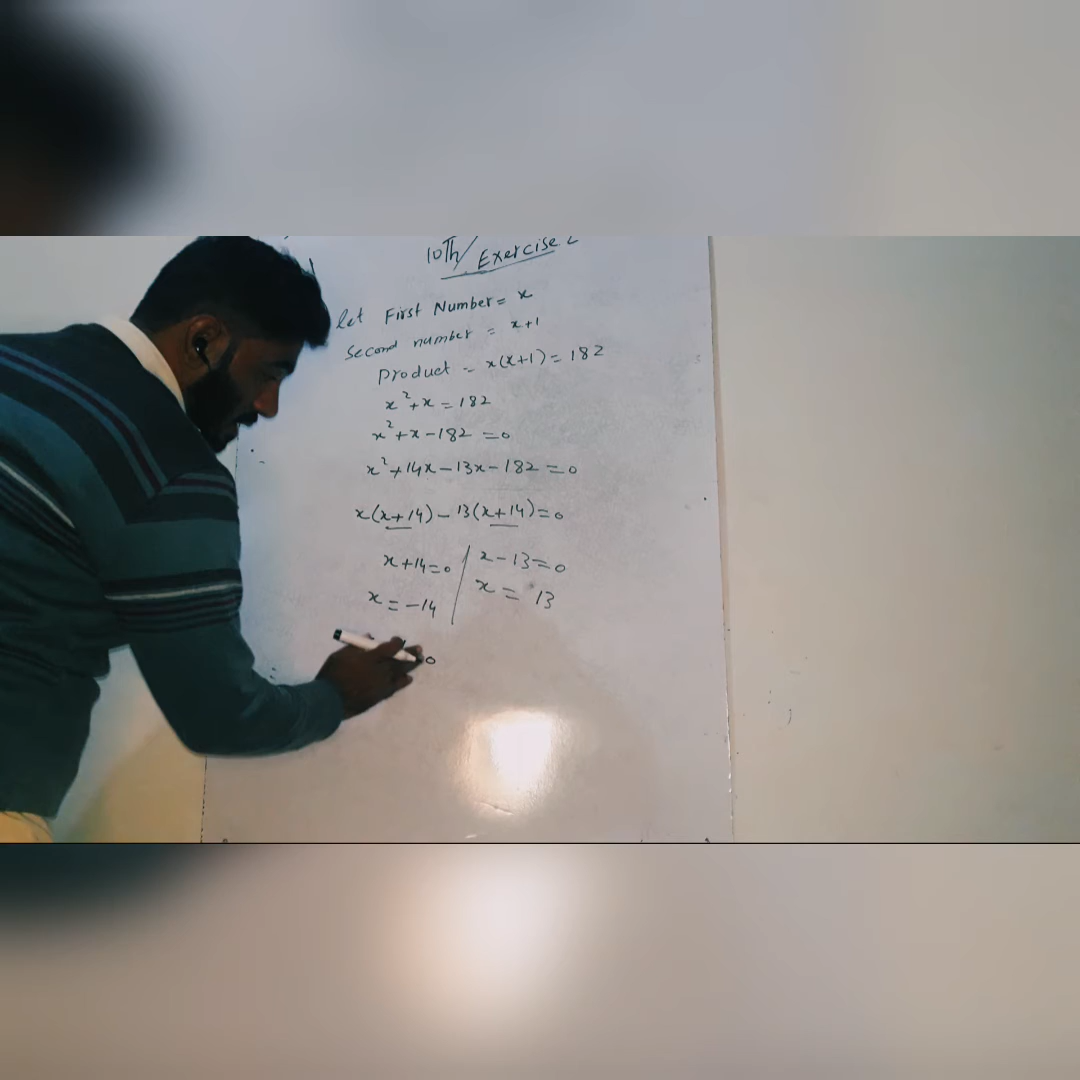 10Th/ Exercise 2
let First Number = x
Second number = x+1
Product = x(x+1) = 182
x²+x = 182
x²+x-182 = 0
x²+14x-13x-182 = 0
x(x+14)-13(x+14)=0
x+14=0 / x-13=0
x = -14 x = 13